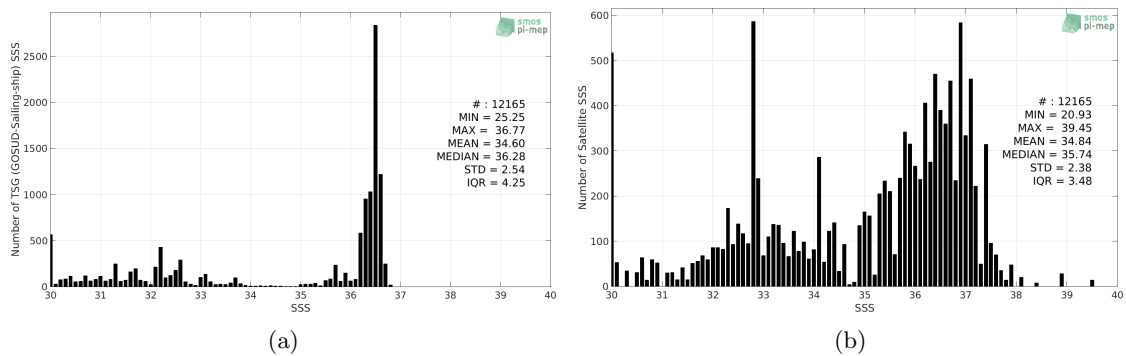 Number of TSG (GOSUD-Sailing-ship) SSS
2500
2000
1500
1000
500
0
30 31 32 33 34 35 36 37 38 39 40
SSS
smos
pi-mep
# : 12165
MIN = 25.25
MAX = 36.77
MEAN = 34.60
MEDIAN = 36.28
STD = 2.54
IQR = 4.25
(a)
Number of Satellite SSS
600
500
400
300
200
100
0
30 31 32 33 34 35 36 37 38 39 40
SSS
smos
pi-mep
# : 12165
MIN = 20.93
MAX = 39.45
MEAN = 34.84
MEDIAN = 35.74
STD = 2.38
IQR = 3.48
(b)